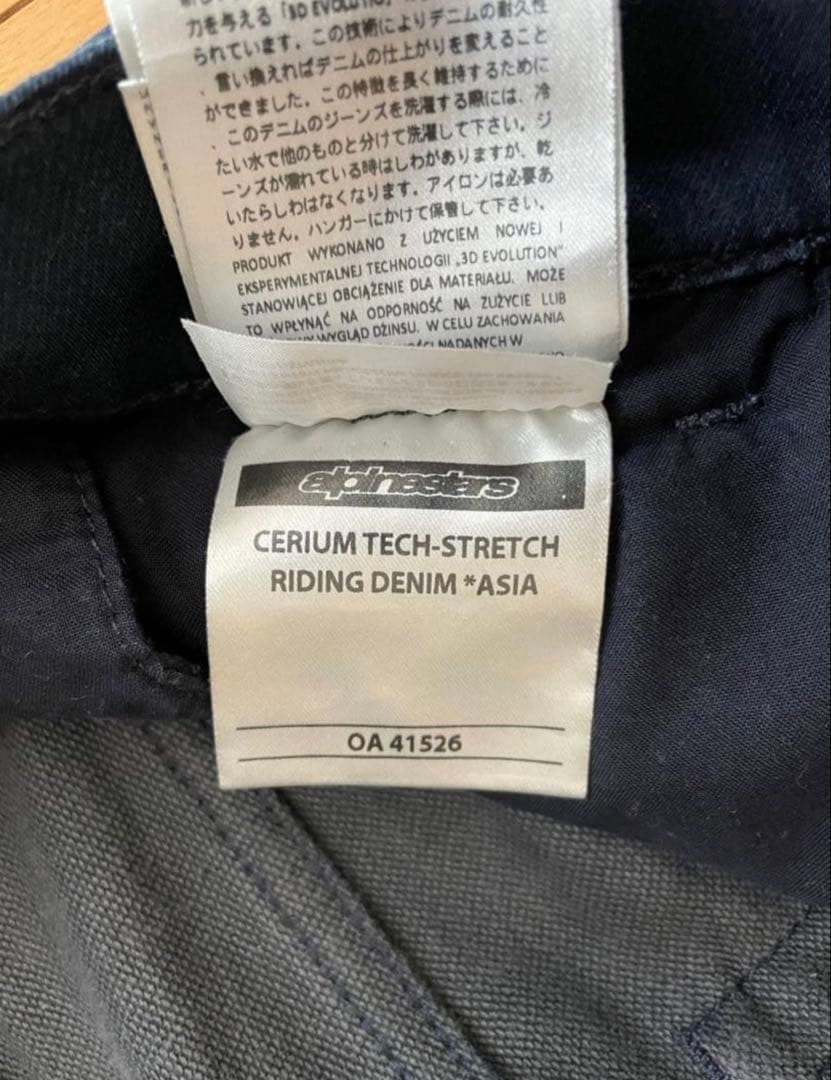 力を与える「3D EVOLUTIO
られています。この技術によりデニムの耐久性
、言い換えればデニムの仕上がりを変えること
ができました。この特徴を長く維持するために
、このデニムのジーンズを洗濯する際には、冷
たい水で他のものと分けて洗濯して下さい。ジ
ーンズが濡れている時はしわがありますが、乾
いたらしわはなくなります。アイロンは必要あ
りません。ハンガーにかけて保管して下さい。
PRODUKT WYKONANO Z UŻYCIEM NOWEJ I
EKSPERYMENTALNEJ TECHNOLOGII „3D EVOLUTION"
STANOWIĄCEJ OBCIĄŻENIE DLA MATERIAŁU. MOŻE
TO WPŁYNĄĆ NA ODPORNOŚĆ NA ZUŻYCIE LUB
WYGLĄD DŻINSU. W CELU ZACHOWANIA
NADANYCH W
alpinestars
CERIUM TECH-STRETCH
RIDING DENIM *ASIA
OA 41526